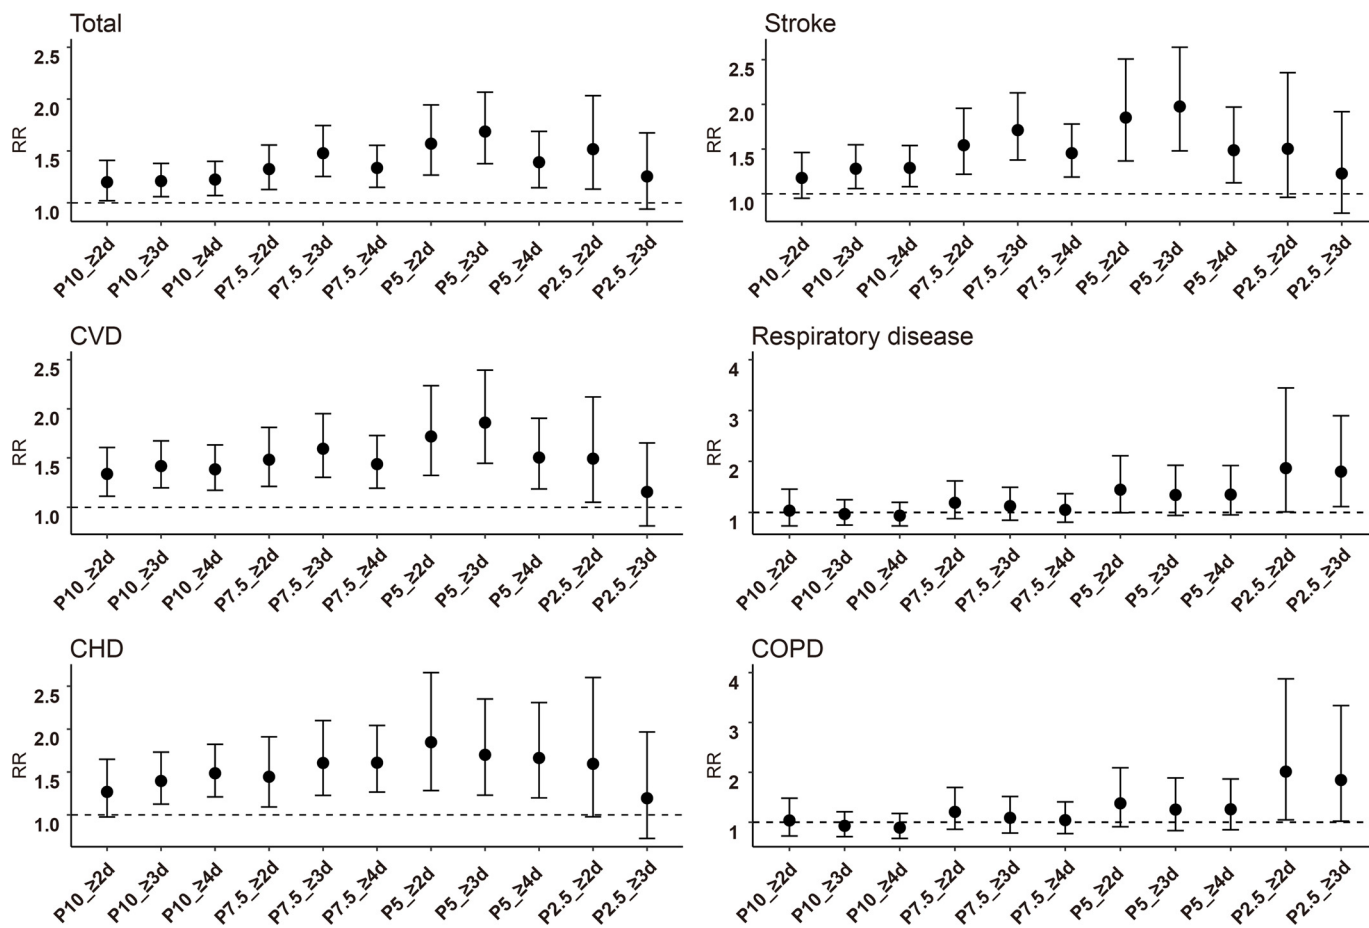 Total
2.5
2.0
1.5
1.0
RR
P10_≥2d
P10_≥3d
P10_≥4d
P7.5_≥2d
P7.5_≥3d
P7.5_≥4d
P5_≥2d
P5_≥3d
P5_≥4d
P2.5_≥2d
P2.5_≥3d
Stroke
2.5
2.0
1.5
1.0
RR
P10_≥2d
P10_≥3d
P10_≥4d
P7.5_≥2d
P7.5_≥3d
P7.5_≥4d
P5_≥2d
P5_≥3d
P5_≥4d
P2.5_≥2d
P2.5_≥3d
CVD
2.5
2.0
1.5
1.0
RR
P10_≥2d
P10_≥3d
P10_≥4d
P7.5_≥2d
P7.5_≥3d
P7.5_≥4d
P5_≥2d
P5_≥3d
P5_≥4d
P2.5_≥2d
P2.5_≥3d
Respiratory disease
4
3
2
1
RR
P10_≥2d
P10_≥3d
P10_≥4d
P7.5_≥2d
P7.5_≥3d
P7.5_≥4d
P5_≥2d
P5_≥3d
P5_≥4d
P2.5_≥2d
P2.5_≥3d
CHD
2.5
2.0
1.5
1.0
RR
P10_≥2d
P10_≥3d
P10_≥4d
P7.5_≥2d
P7.5_≥3d
P7.5_≥4d
P5_≥2d
P5_≥3d
P5_≥4d
P2.5_≥2d
P2.5_≥3d
COPD
4
3
2
1
RR
P10_≥2d
P10_≥3d
P10_≥4d
P7.5_≥2d
P7.5_≥3d
P7.5_≥4d
P5_≥2d
P5_≥3d
P5_≥4d
P2.5_≥2d
P2.5_≥3d